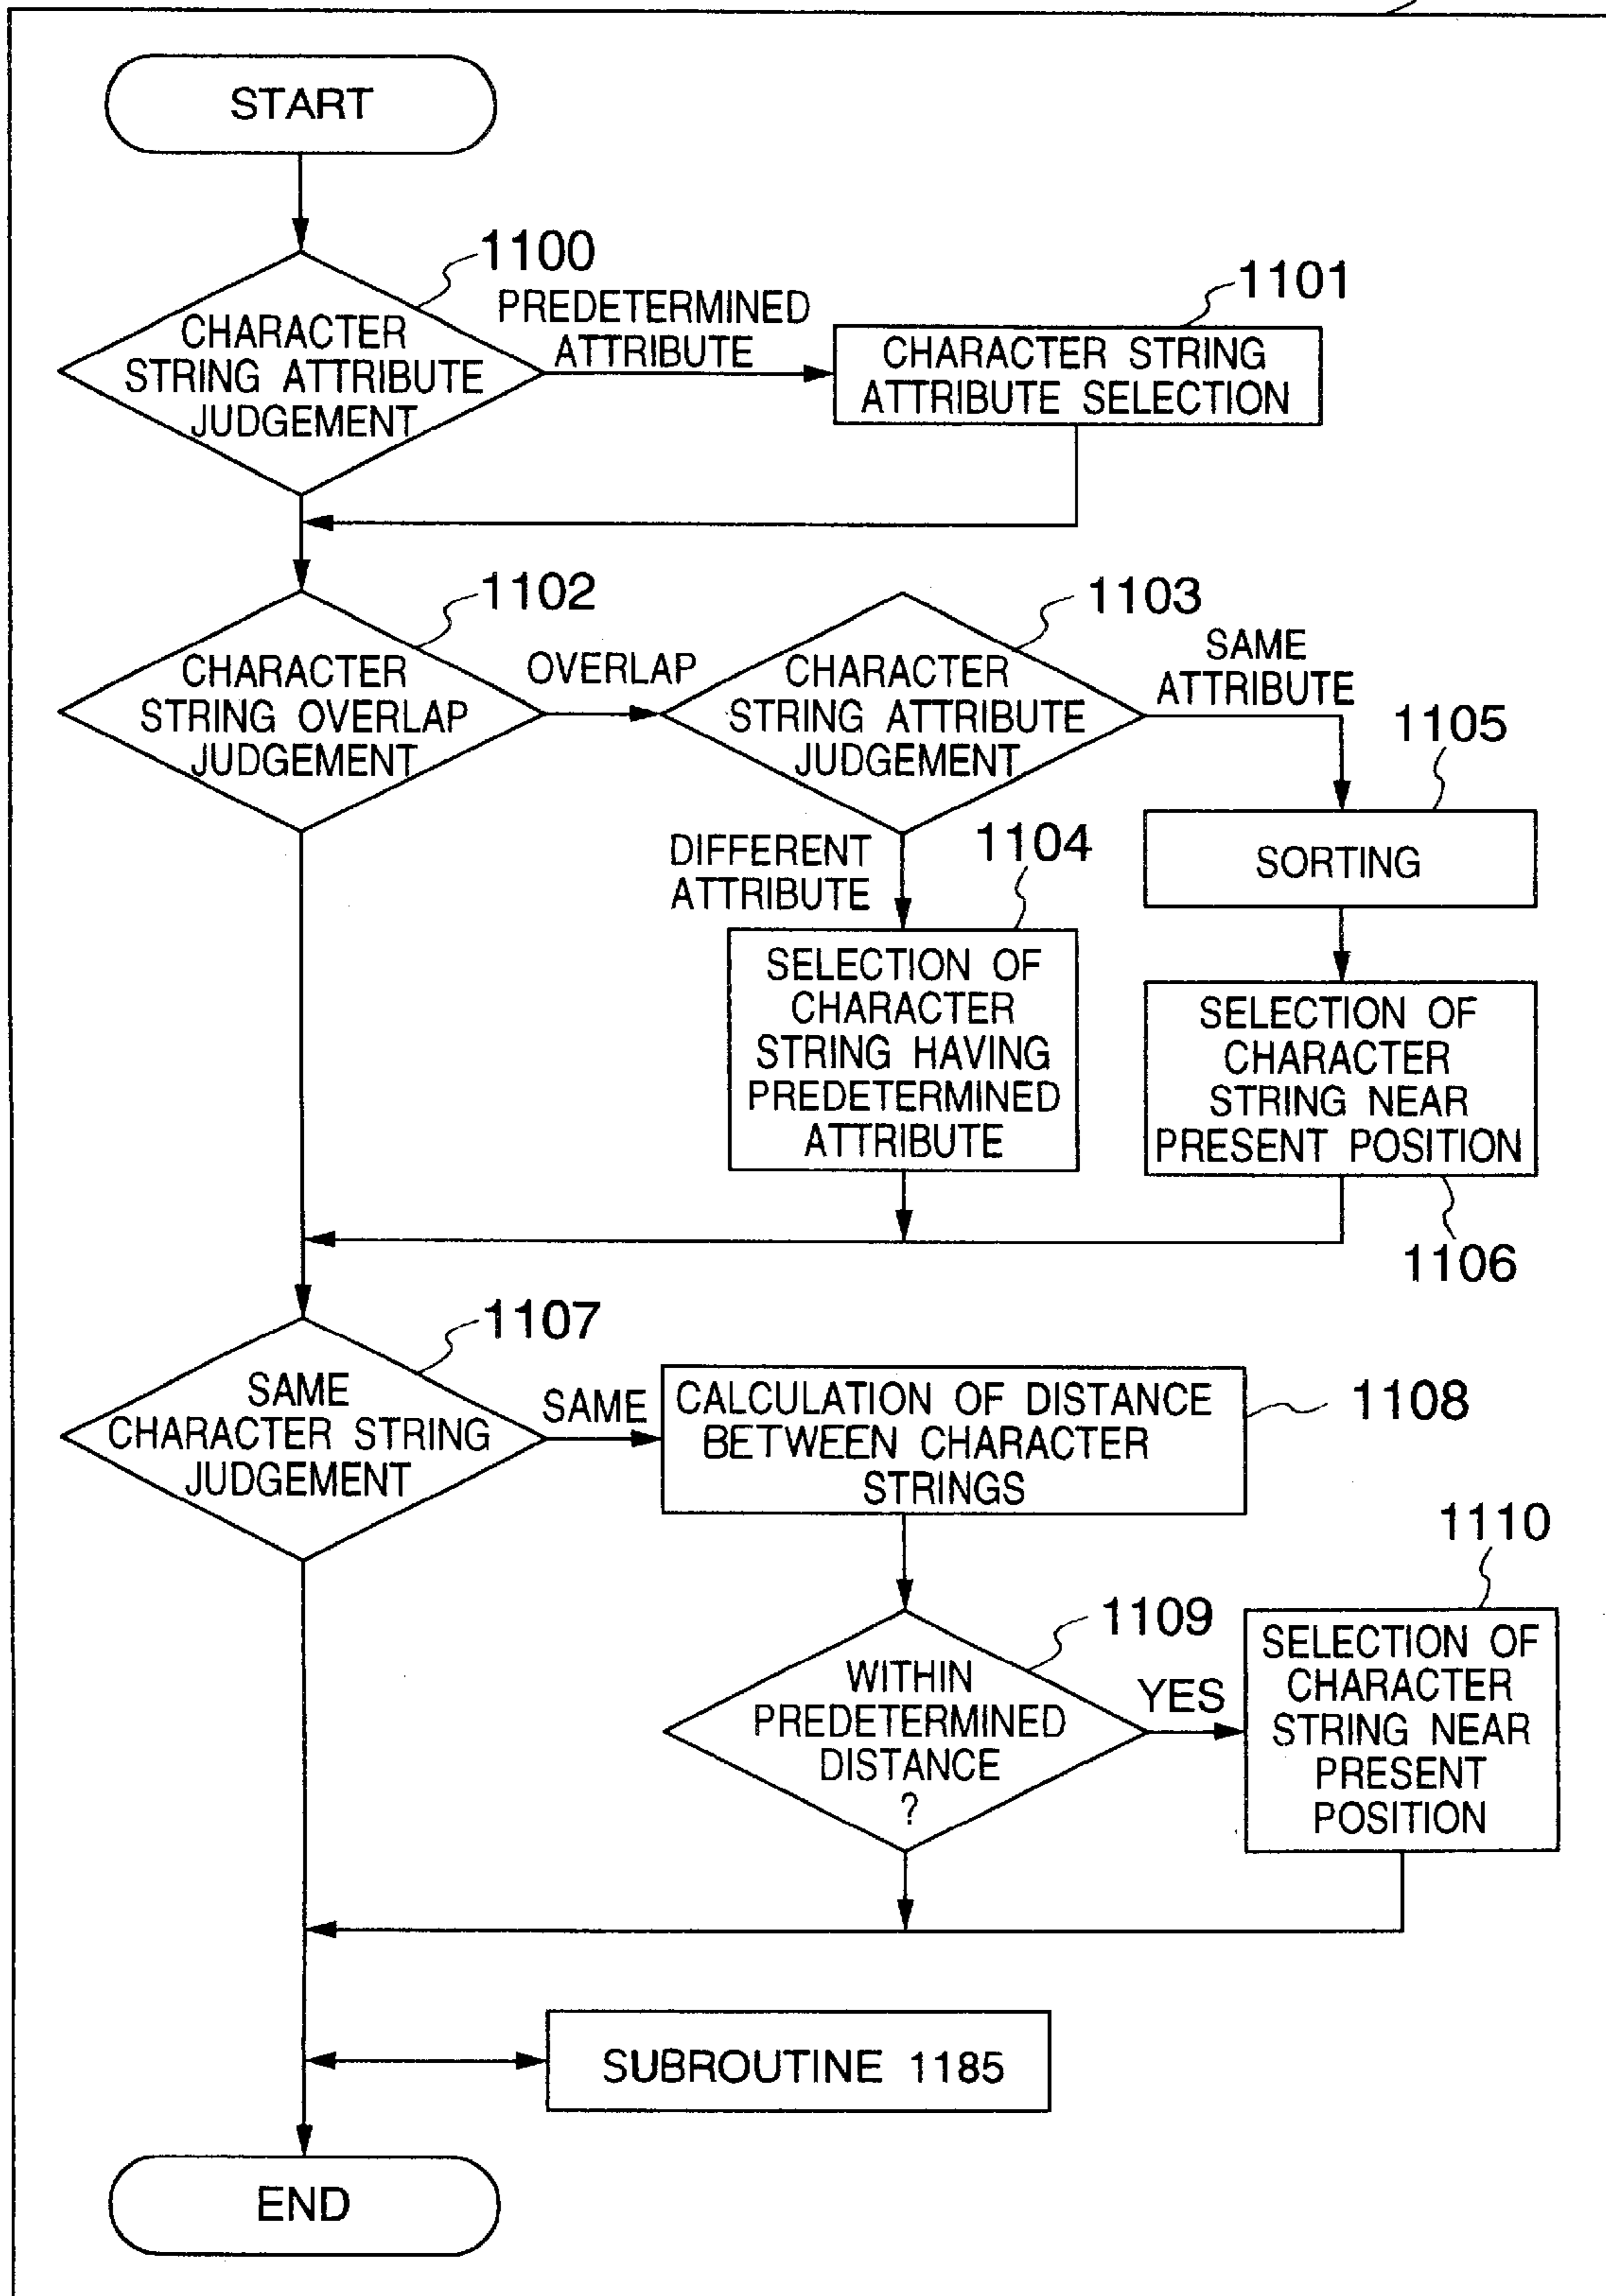 START
1100
CHARACTER
STRING ATTRIBUTE
JUDGEMENT
PREDETERMINED
ATTRIBUTE
1101
CHARACTER STRING
ATTRIBUTE SELECTION
1102
CHARACTER
STRING OVERLAP
JUDGEMENT
OVERLAP
1103
CHARACTER
STRING ATTRIBUTE
JUDGEMENT
SAME
ATTRIBUTE
1105
SORTING
DIFFERENT
ATTRIBUTE
1104
SELECTION OF
CHARACTER
STRING HAVING
PREDETERMINED
ATTRIBUTE
SELECTION OF
CHARACTER
STRING NEAR
PRESENT POSITION
1106
1107
SAME
CHARACTER STRING
JUDGEMENT
SAME
CALCULATION OF DISTANCE
BETWEEN CHARACTER
STRINGS
1108
1109
WITHIN
PREDETERMINED
DISTANCE
?
YES
1110
SELECTION OF
CHARACTER
STRING NEAR
PRESENT
POSITION
SUBROUTINE 1185
END